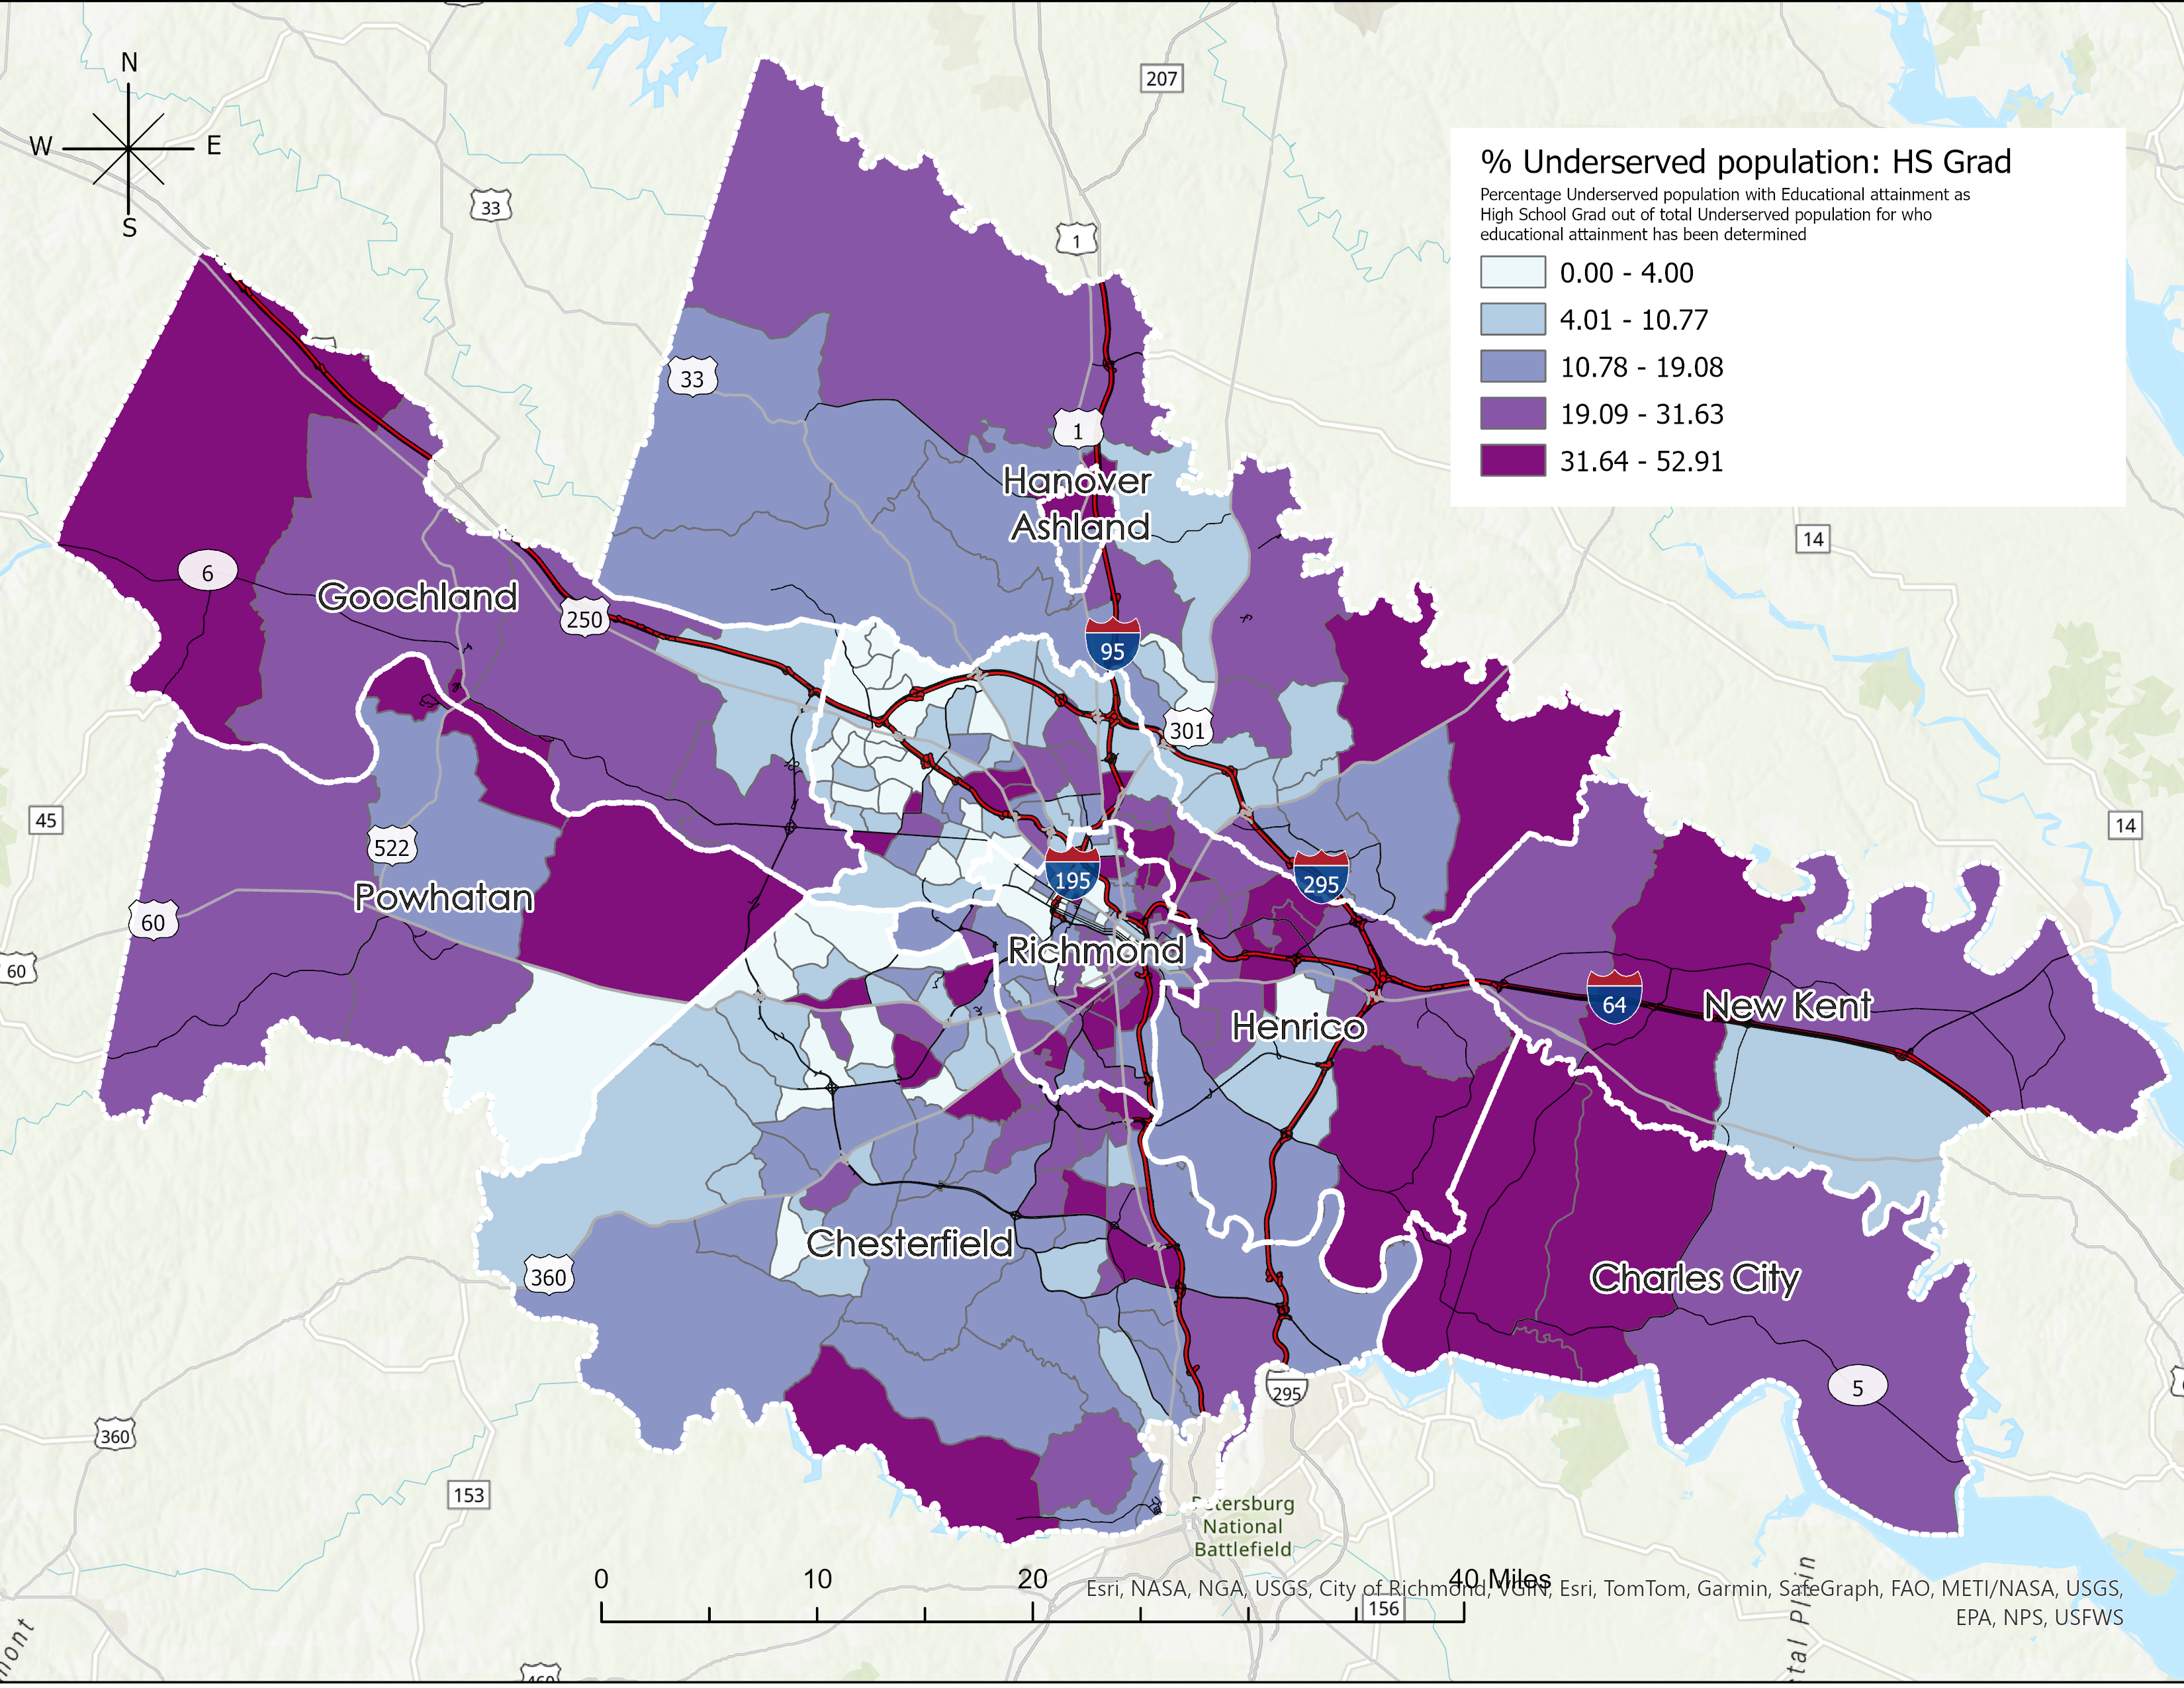 N
W
E
S
207
33
1
% Underserved population: HS Grad
Percentage Underserved population with Educational attainment as
High School Grad out of total Underserved population for who
educational attainment has been determined
0.00 - 4.00
4.01 - 10.77
10.78 - 19.08
19.09 - 31.63
31.64 - 52.91
33
1
Hanover
Ashland
14
6
Goochland
250
95
301
45
522
14
195
295
Powhatan
60
60
Richmond
64
New Kent
Henrico
Chesterfield
360
Charles City
5
295
360
153
Petersburg
National
Battlefield
0
10
20
40 Miles
Esri, NASA, NGA, USGS, City of Richmond, VGIN, Esri, TomTom, Garmin, SafeGraph, FAO, METI/NASA, USGS,
EPA, NPS, USFWS
156